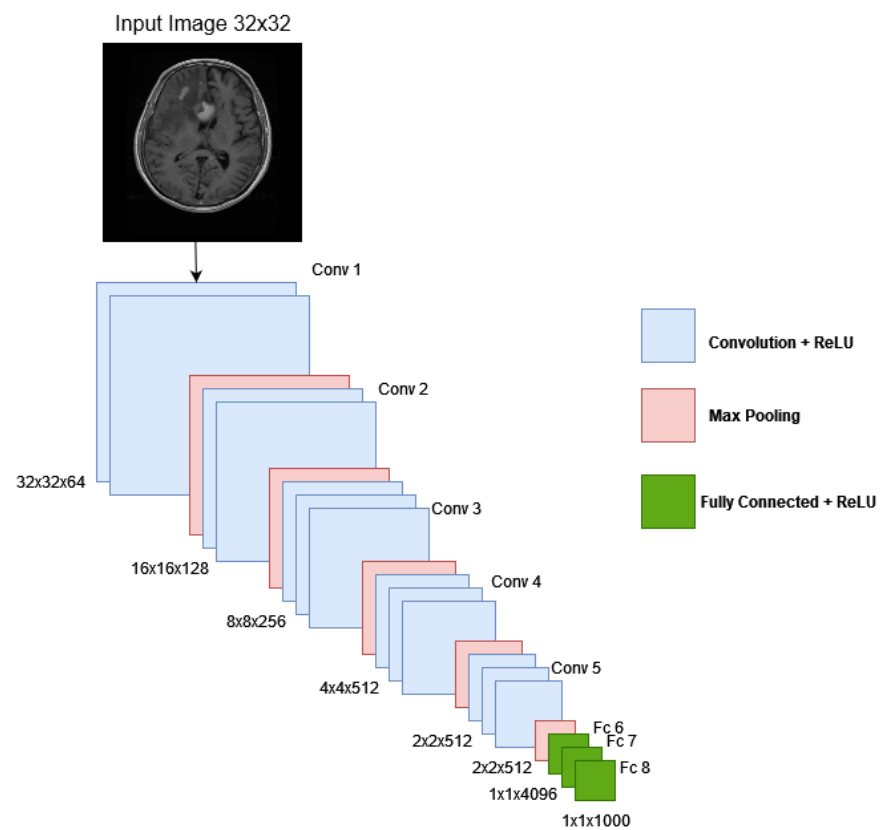 Input Image 32x32
Conv 1
Convolution + ReLU
Conv 2
Max Pooling
32x32x64
Fully Connected + ReLU
Conv 3
16x16x128
Conv 4
8x8x256
Conv 5
4x4x512
Fc 6
2x2x512
Fc 7
2x2x512
Fc 8
1x1x4096
1x1x1000